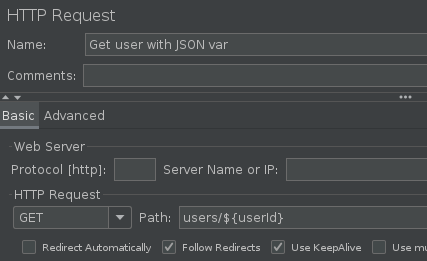 HTTP Request
Name: Get user with JSON var
Comments:
Basic Advanced
Web Server
Protocol [http]: Server Name or IP:
HTTP Request
GET Path: users/${userId}
Redirect Automatically Follow Redirects Use KeepAlive Use